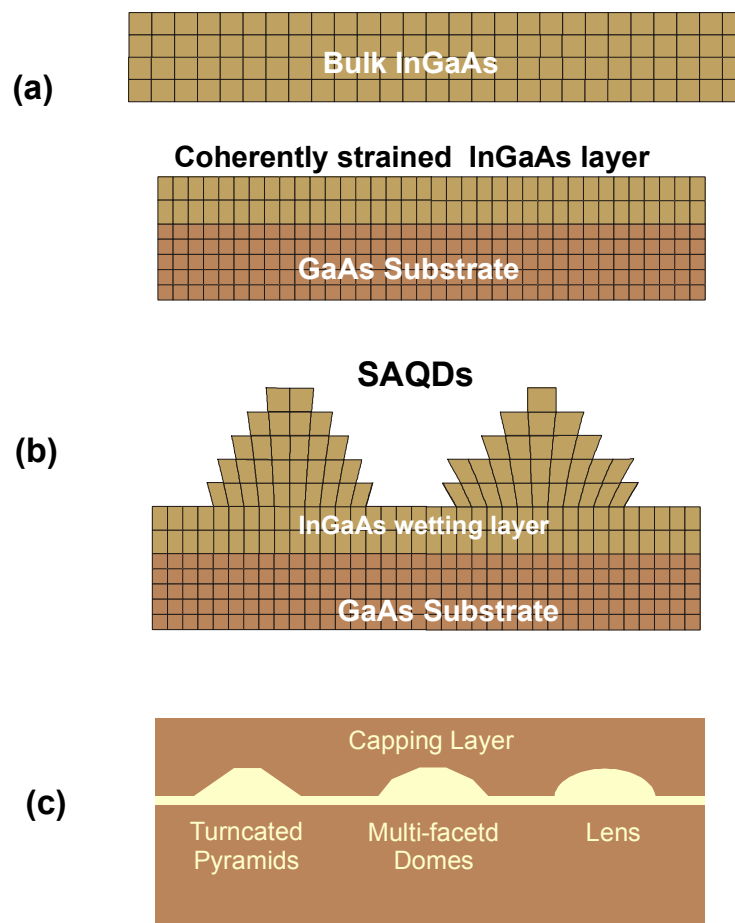 Bulk InGaAs
(a)
Coherently strained InGaAs layer
GaAs Substrate
SAQDs
(b)
InGaAs wetting layer
GaAs Substrate
Capping Layer
(c)
Turncated
Pyramids
Multi-facetd
Domes
Lens